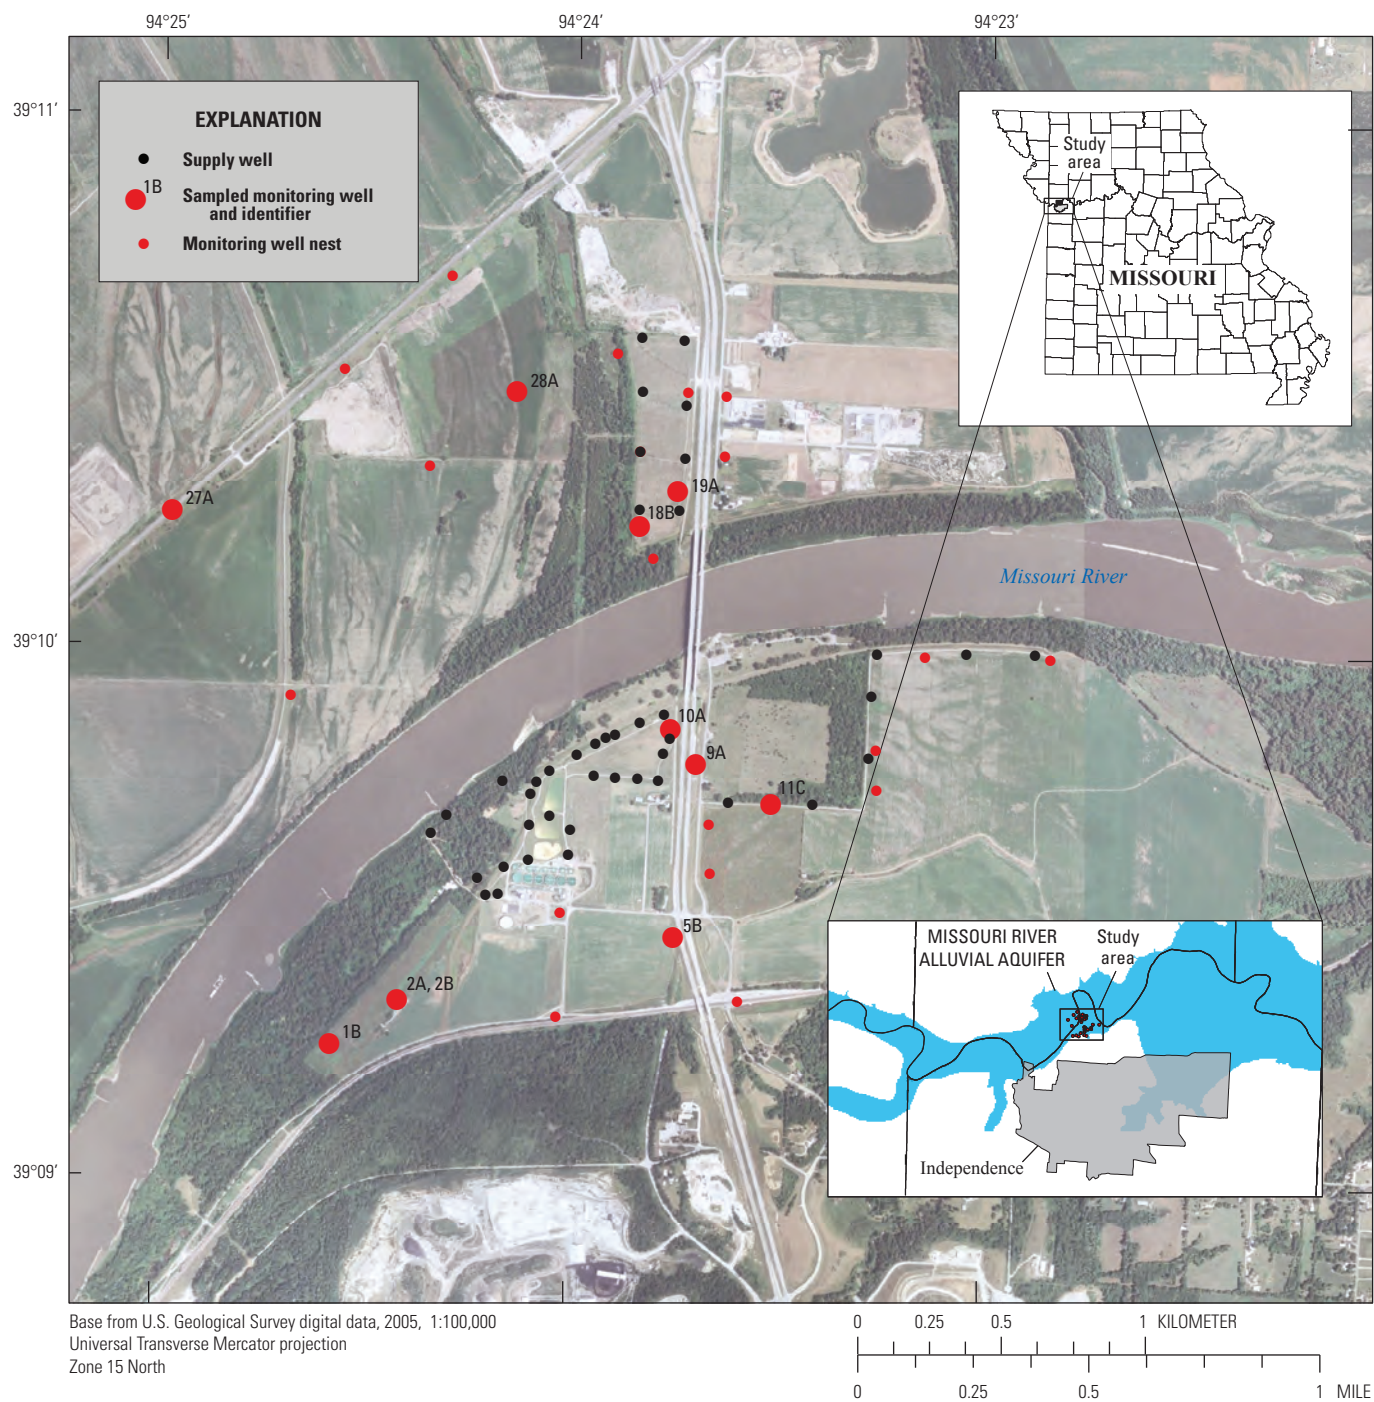 94°25′
94°24′
94°23′
39°11′
39°10′
39°09′
EXPLANATION
Supply well
1B
Sampled monitoring well
and identifier
Monitoring well nest
Study
area
MISSOURI
28A
27A
19A
18B
Missouri River
10A
9A
11C
5B
2A, 2B
1B
MISSOURI RIVER
ALLUVIAL AQUIFER
Study
area
Independence
Base from U.S. Geological Survey digital data, 2005, 1:100,000
Universal Transverse Mercator projection
Zone 15 North
0 0.25 0.5 1 KILOMETER
0 0.25 0.5 1 MILE